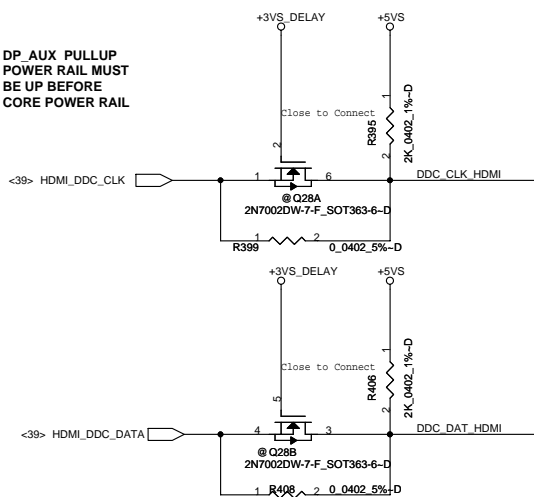 +3VS_DELAY
+5VS
DP_AUX PULLUP
POWER RAIL MUST
BE UP BEFORE
CORE POWER RAIL
Close to Connect
1
2
R395
2K_0402_1%~D
2
<39> HDMI_DDC_CLK
1
6
DDC_CLK_HDMI
@ Q28A
2N7002DW-7-F_SOT363-6~D
R399
1
2
0_0402_5%~D
+3VS_DELAY
+5VS
Close to Connect
1
5
R406
2K_0402_1%~D
2
<39> HDMI_DDC_DATA
4
3
DDC_DAT_HDMI
@ Q28B
2N7002DW-7-F_SOT363-6~D
R408
1
2
0_0402_5%~D